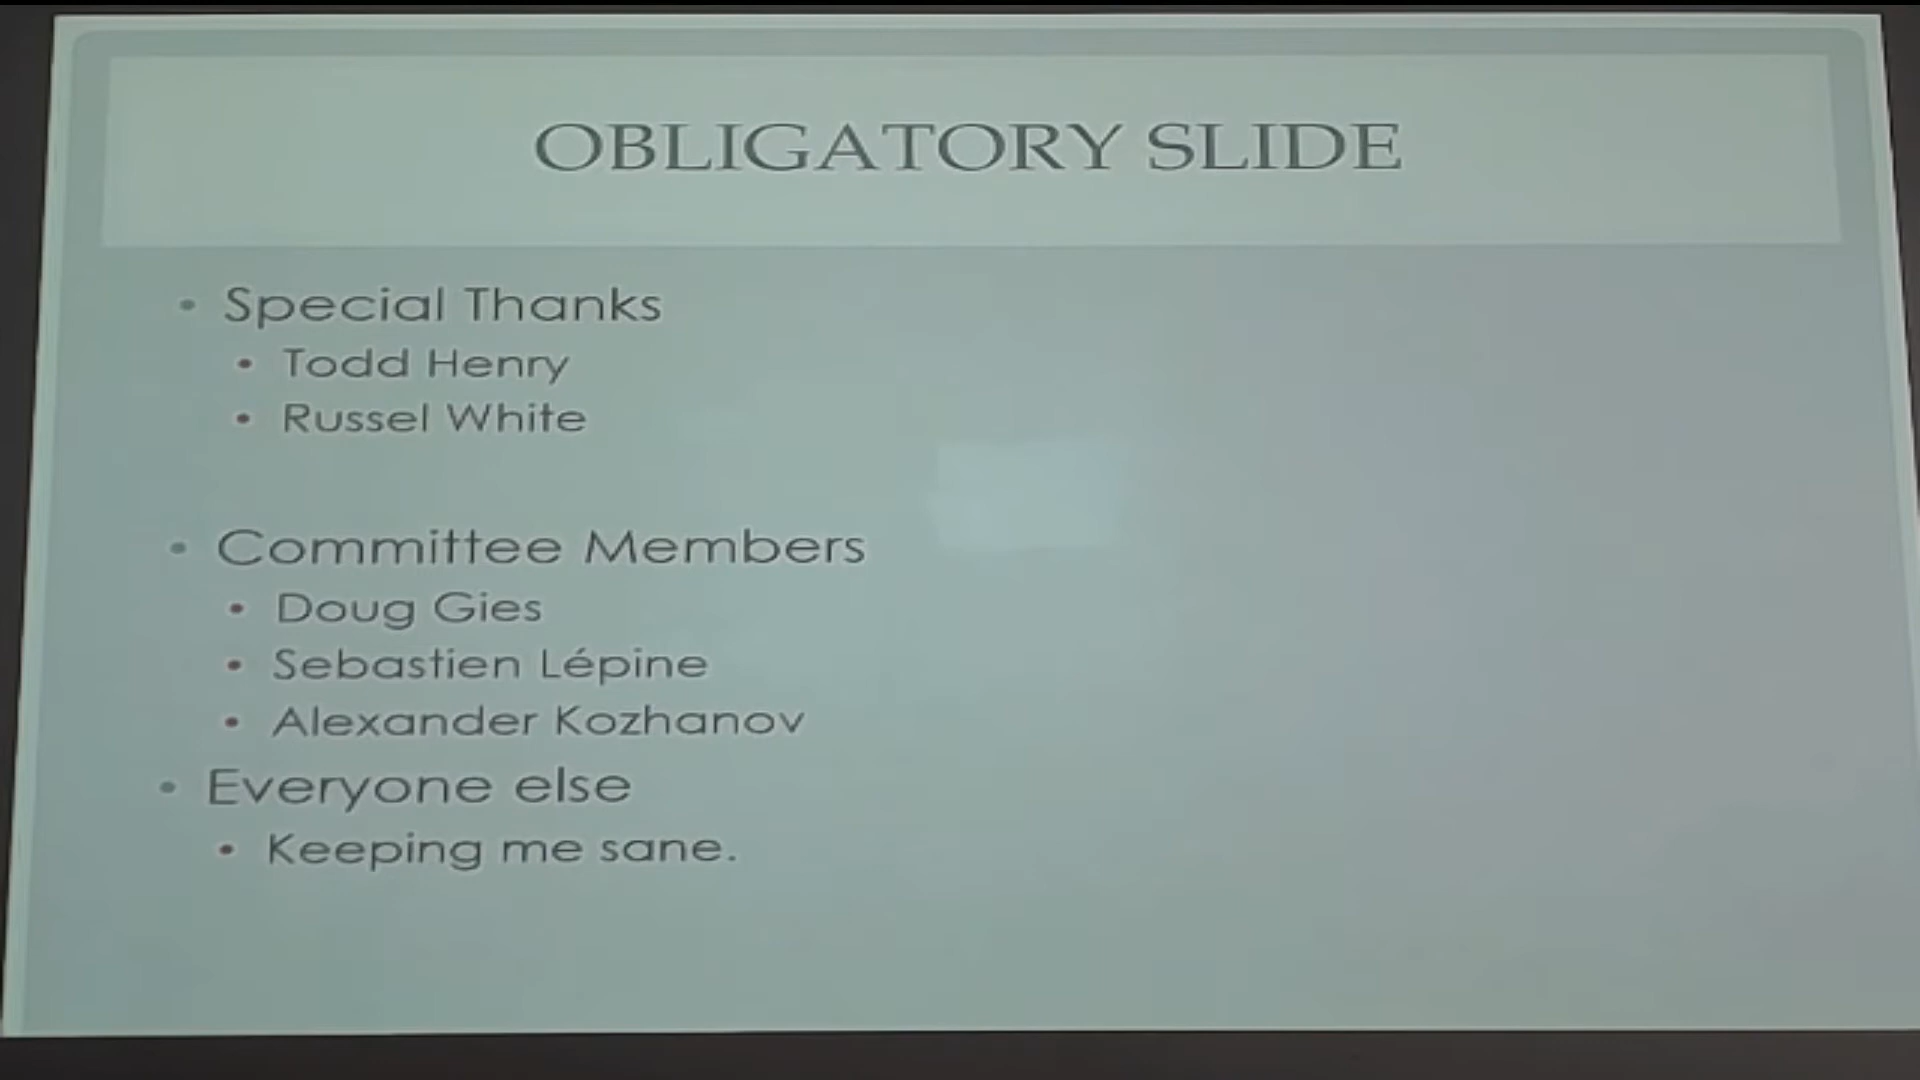 OBLIGATORY SLIDE
• Special Thanks
• Todd Henry
• Russel White
• Committee Members
• Doug Gies
• Sebastien Lépine
• Alexander Kozhanov
• Everyone else
• Keeping me sane.